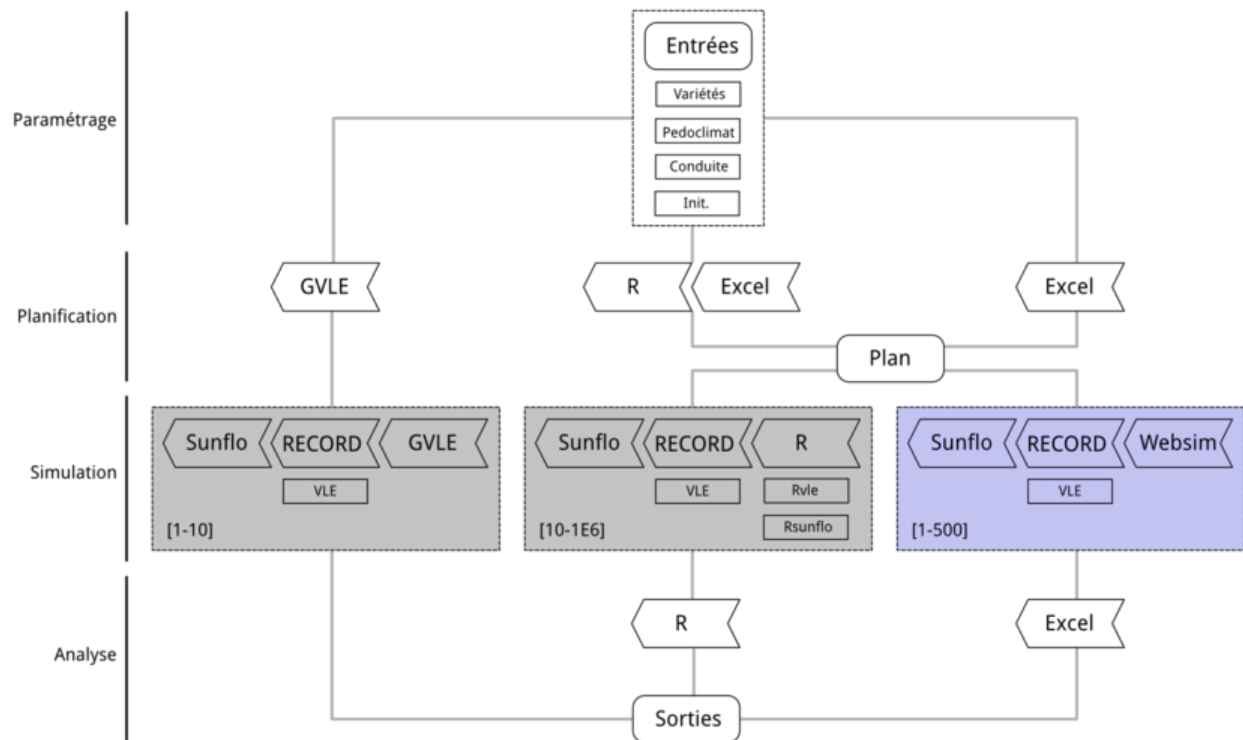 Entrées
Variétés
Paramétrage
Pedoclimat
Conduite
Init.
GVLE
R
Excel
Excel
Planification
Plan
Sunflo
RECORD
GVLE
Sunflo
RECORD
R
Sunflo
RECORD
Websim
Simulation
VLE
VLE
Rvle
VLE
[1-10]
[10-1E6]
Rsunflo
[1-500]
R
Excel
Analyse
Sorties